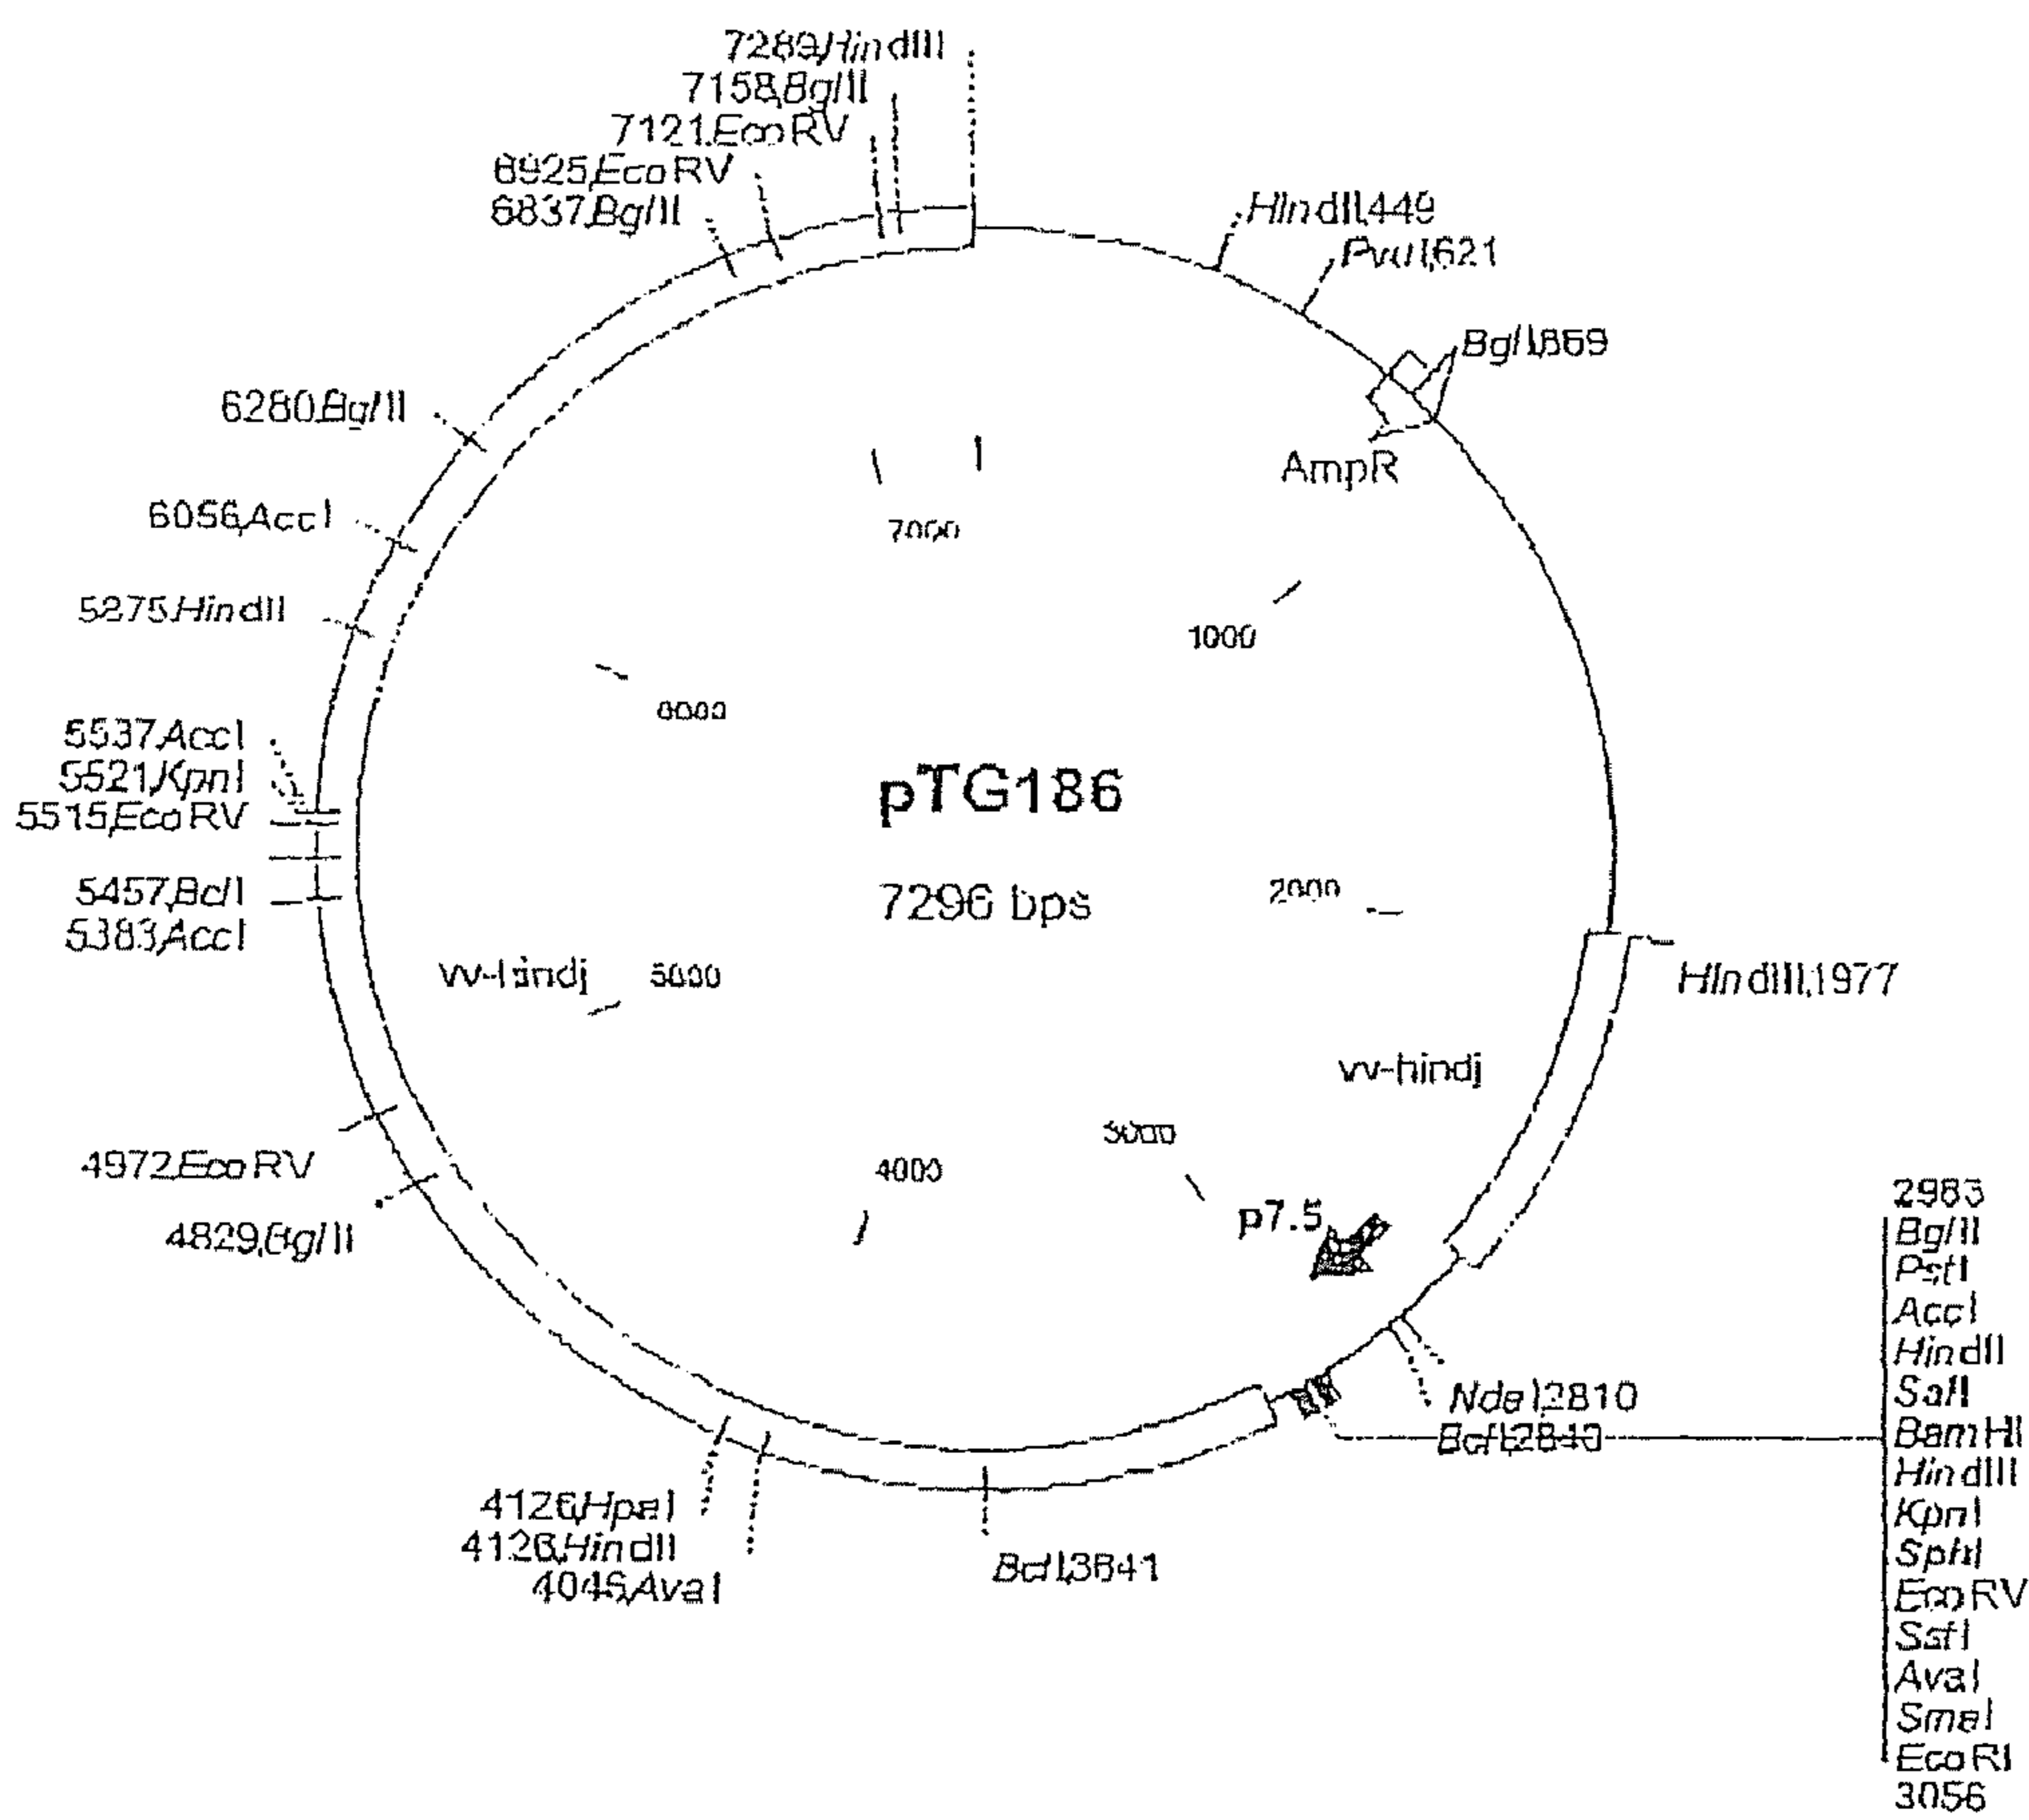 7289,HindIII
7158,BglII
7121,EcoRV
6925,EcoRV
6837,BglII
HindII,449
PvuI,621
BglI,869
AmpR
6280,BglII
6056,AccI
5875,HindII
5537,AccI
5521,KpnI
5515,EcoRV
5457,BclI
5383,AccI
7000
1000
6000
pTG186
7296 bps
2000
vv-hindj
5000
HindIII,1977
vv-hindj
3000
4000
p7.5
4972,EcoRV
4829,BglII
NdeI,2810
4126,HpaI
4126,HindII
4045,AvaI
BclI,3641
2983
BglII
PstI
AccI
HindII
SalI
BamHI
HindIII
KpnI
SphI
EcoRV
SstI
AvaI
SmaI
EcoRI
3056